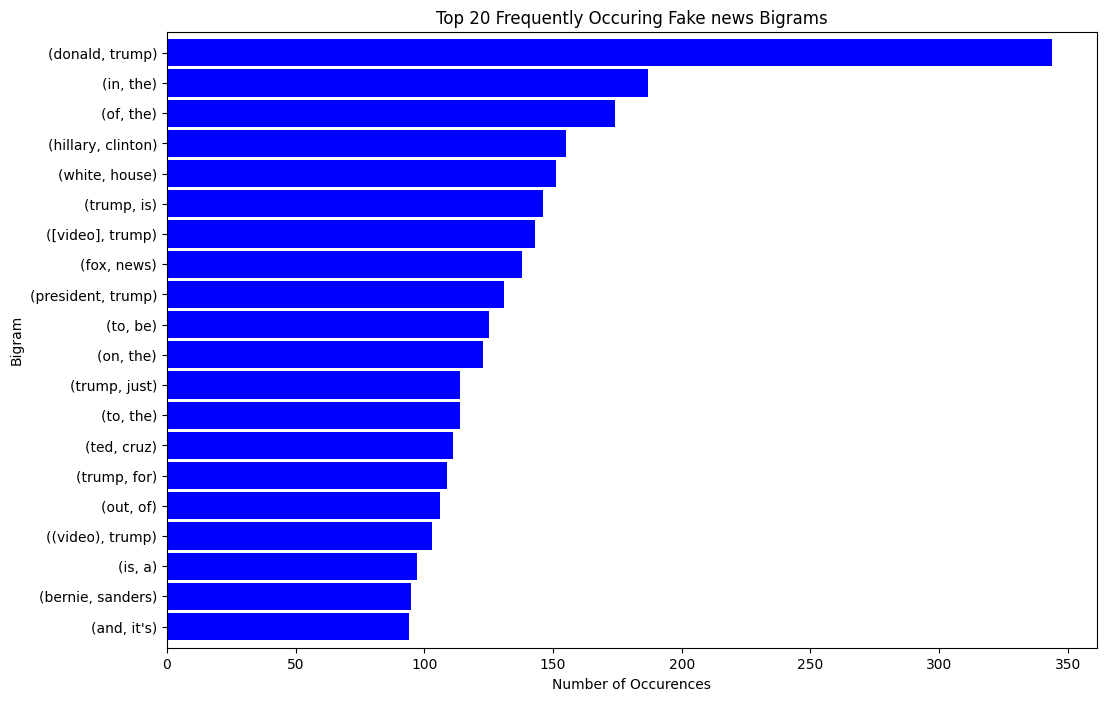 Top 20 Frequently Occuring Fake news Bigrams
(donald, trump)
(in, the)
(of, the)
(hillary, clinton)
(white, house)
(trump, is)
([video], trump)
(fox, news)
(president, trump)
(to, be)
(on, the)
(trump, just)
(to, the)
(ted, cruz)
(trump, for)
(out, of)
((video), trump)
(is, a)
(bernie, sanders)
(and, it's)
Bigram
0 50 100 150 200 250 300 350
Number of Occurences